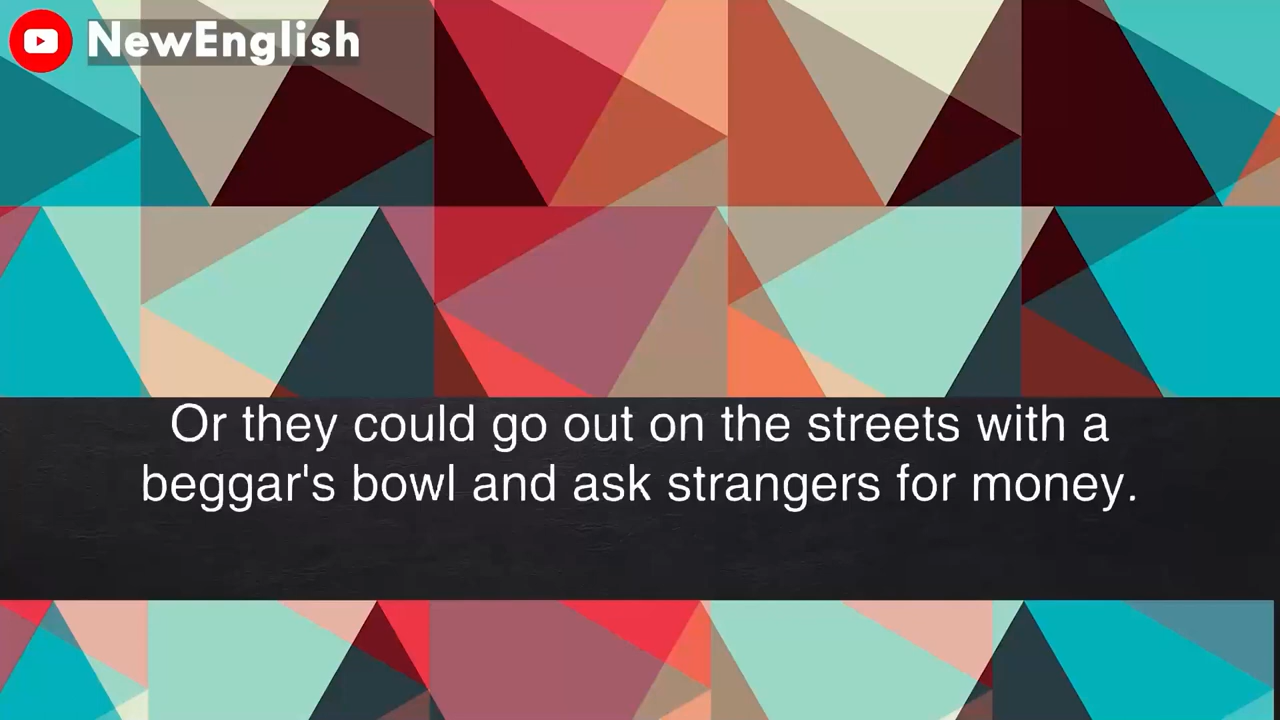 NewEnglish
Or they could go out on the streets with a
beggar's bowl and ask strangers for money.